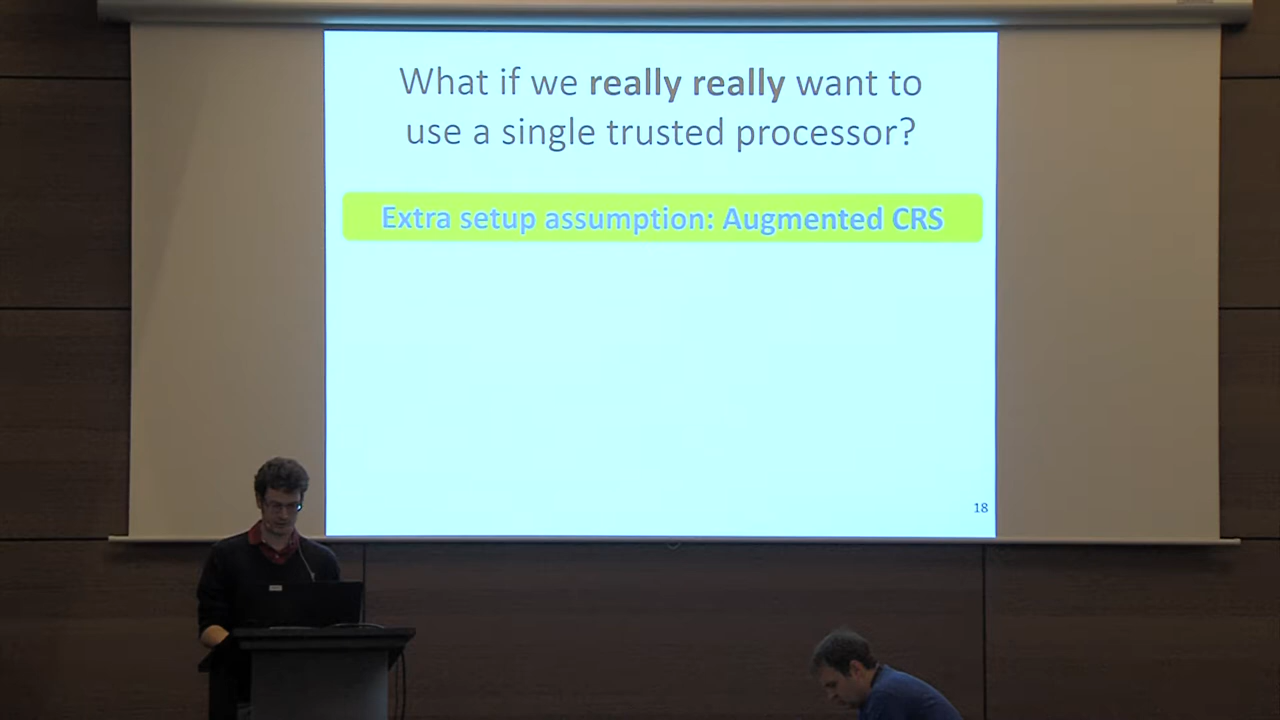 What if we really really want to
use a single trusted processor?
Extra setup assumption: Augmented CRS
18